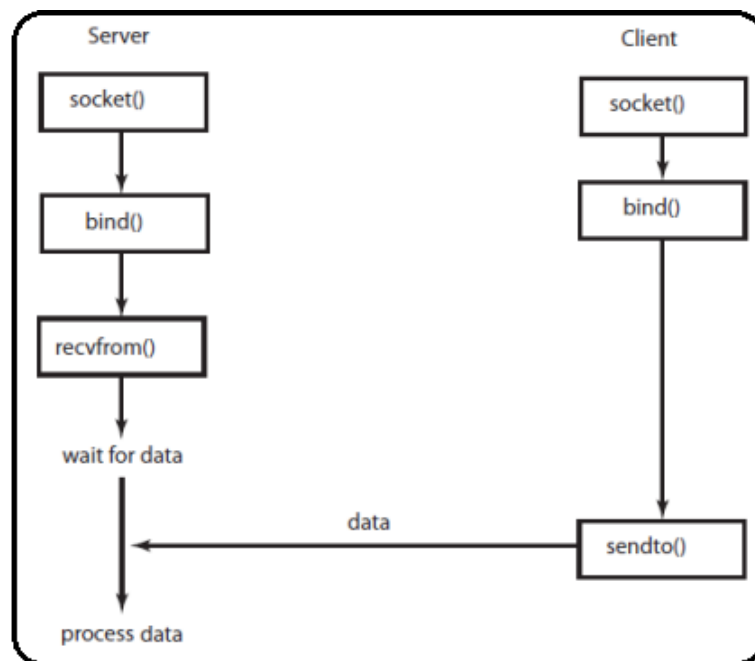 Server
Client
socket()
socket()
bind()
bind()
recvfrom()
wait for data
data
sendto()
process data